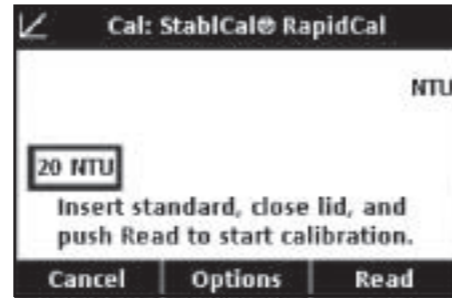 Cal: StablCal® RapidCal
NTU
20 NTU
Insert standard, close lid, and
push Read to start calibration.
Cancel Options Read